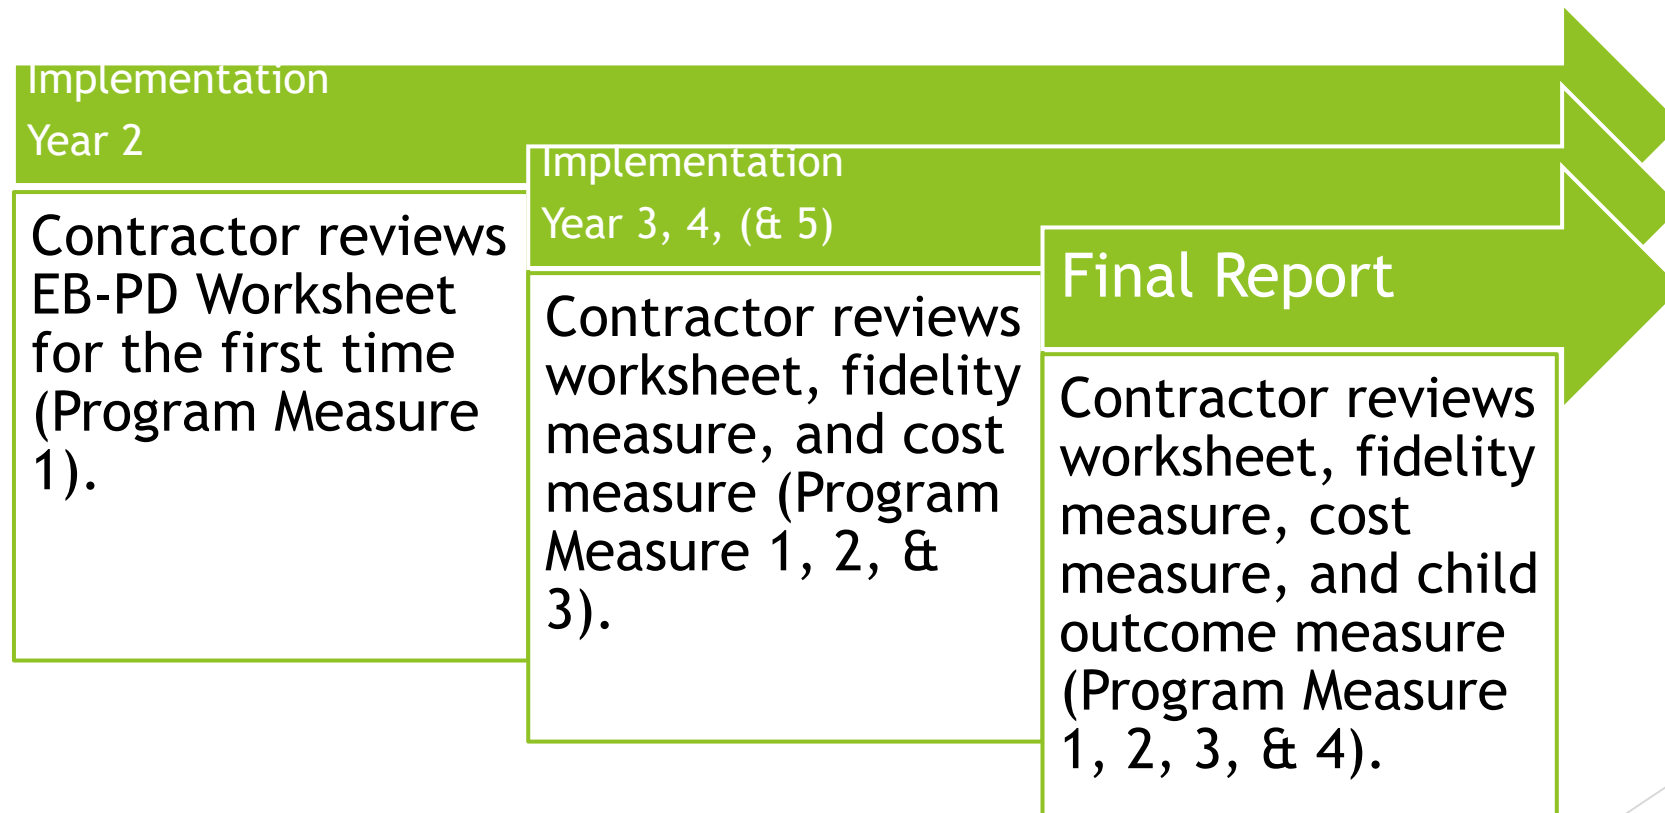 Implementation
Year 2
Contractor reviews
EB-PD Worksheet
for the first time
(Program Measure
1).
Implementation
Year 3, 4, (& 5)
Contractor reviews
worksheet, fidelity
measure, and cost
measure (Program
Measure 1, 2, &
3).
Final Report
Contractor reviews
worksheet, fidelity
measure, cost
measure, and child
outcome measure
(Program Measure
1, 2, 3, & 4).